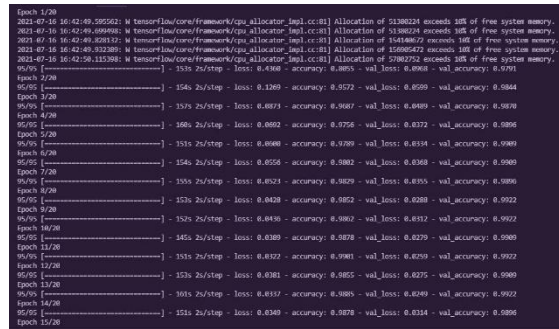 Epoch 1/20
2021-07-16 16:42:49.595562: W tensorflow/core/framework/cpu_allocator_impl.cc:81] Allocation of 51380224 exceeds 10% of free system memory.
2021-07-16 16:42:49.699498: W tensorflow/core/framework/cpu_allocator_impl.cc:81] Allocation of 51380224 exceeds 10% of free system memory.
2021-07-16 16:42:49.828132: W tensorflow/core/framework/cpu_allocator_impl.cc:81] Allocation of 154140672 exceeds 10% of free system memory.
2021-07-16 16:42:49.932389: W tensorflow/core/framework/cpu_allocator_impl.cc:81] Allocation of 156905472 exceeds 10% of free system memory.
2021-07-16 16:42:50.115398: W tensorflow/core/framework/cpu_allocator_impl.cc:81] Allocation of 57802752 exceeds 10% of free system memory.
95/95 [==============================] - 153s 2s/step - loss: 0.4360 - accuracy: 0.8055 - val_loss: 0.0968 - val_accuracy: 0.9791
Epoch 2/20
95/95 [==============================] - 154s 2s/step - loss: 0.1269 - accuracy: 0.9572 - val_loss: 0.0599 - val_accuracy: 0.9844
Epoch 3/20
95/95 [==============================] - 157s 2s/step - loss: 0.0873 - accuracy: 0.9687 - val_loss: 0.0489 - val_accuracy: 0.9870
Epoch 4/20
95/95 [==============================] - 160s 2s/step - loss: 0.0692 - accuracy: 0.9756 - val_loss: 0.0372 - val_accuracy: 0.9896
Epoch 5/20
95/95 [==============================] - 151s 2s/step - loss: 0.0600 - accuracy: 0.9789 - val_loss: 0.0334 - val_accuracy: 0.9909
Epoch 6/20
95/95 [==============================] - 154s 2s/step - loss: 0.0556 - accuracy: 0.9802 - val_loss: 0.0368 - val_accuracy: 0.9909
Epoch 7/20
95/95 [==============================] - 155s 2s/step - loss: 0.0523 - accuracy: 0.9829 - val_loss: 0.0355 - val_accuracy: 0.9896
Epoch 8/20
95/95 [==============================] - 153s 2s/step - loss: 0.0428 - accuracy: 0.9852 - val_loss: 0.0288 - val_accuracy: 0.9922
Epoch 9/20
95/95 [==============================] - 152s 2s/step - loss: 0.0436 - accuracy: 0.9862 - val_loss: 0.0312 - val_accuracy: 0.9922
Epoch 10/20
95/95 [==============================] - 145s 2s/step - loss: 0.0389 - accuracy: 0.9878 - val_loss: 0.0279 - val_accuracy: 0.9909
Epoch 11/20
95/95 [==============================] - 151s 2s/step - loss: 0.0322 - accuracy: 0.9901 - val_loss: 0.0259 - val_accuracy: 0.9922
Epoch 12/20
95/95 [==============================] - 153s 2s/step - loss: 0.0381 - accuracy: 0.9855 - val_loss: 0.0275 - val_accuracy: 0.9909
Epoch 13/20
95/95 [==============================] - 161s 2s/step - loss: 0.0337 - accuracy: 0.9885 - val_loss: 0.0249 - val_accuracy: 0.9922
Epoch 14/20
95/95 [==============================] - 151s 2s/step - loss: 0.0349 - accuracy: 0.9878 - val_loss: 0.0314 - val_accuracy: 0.9896
Epoch 15/20